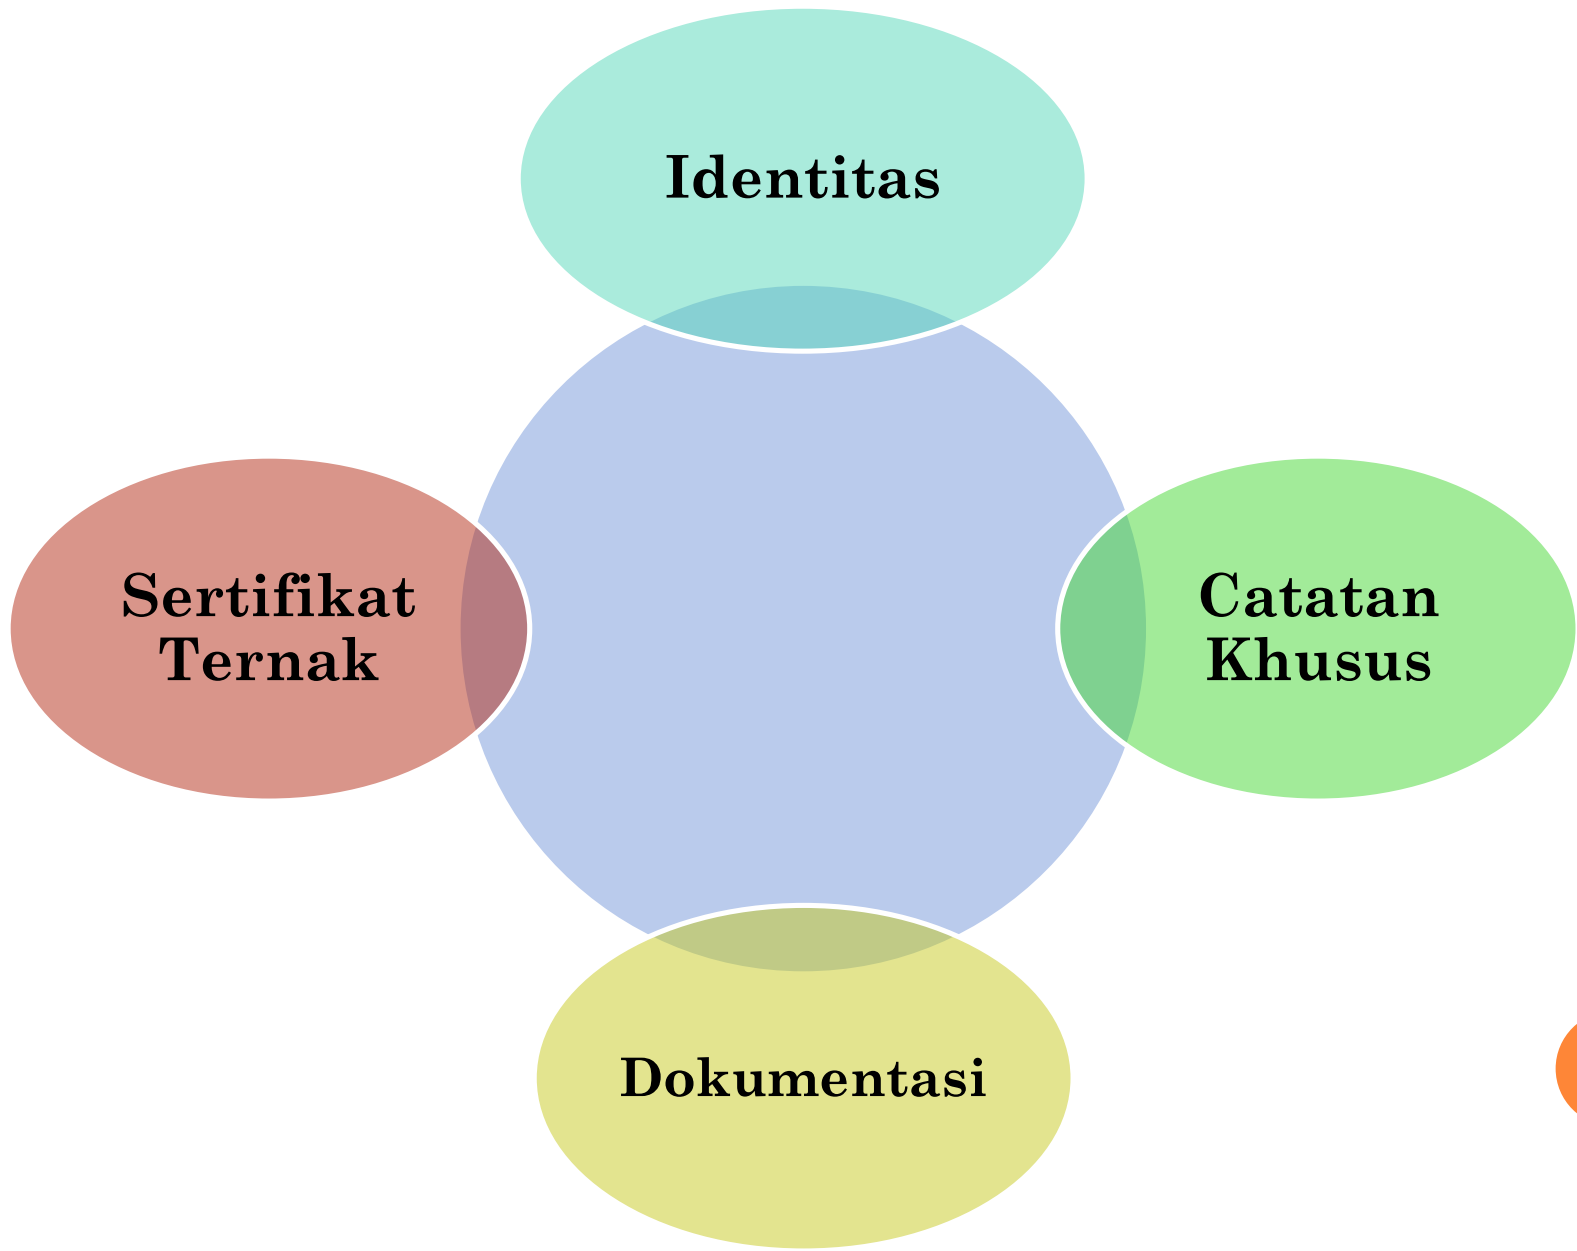 Identitas
Sertifikat
Ternak
Catatan
Khusus
Dokumentasi